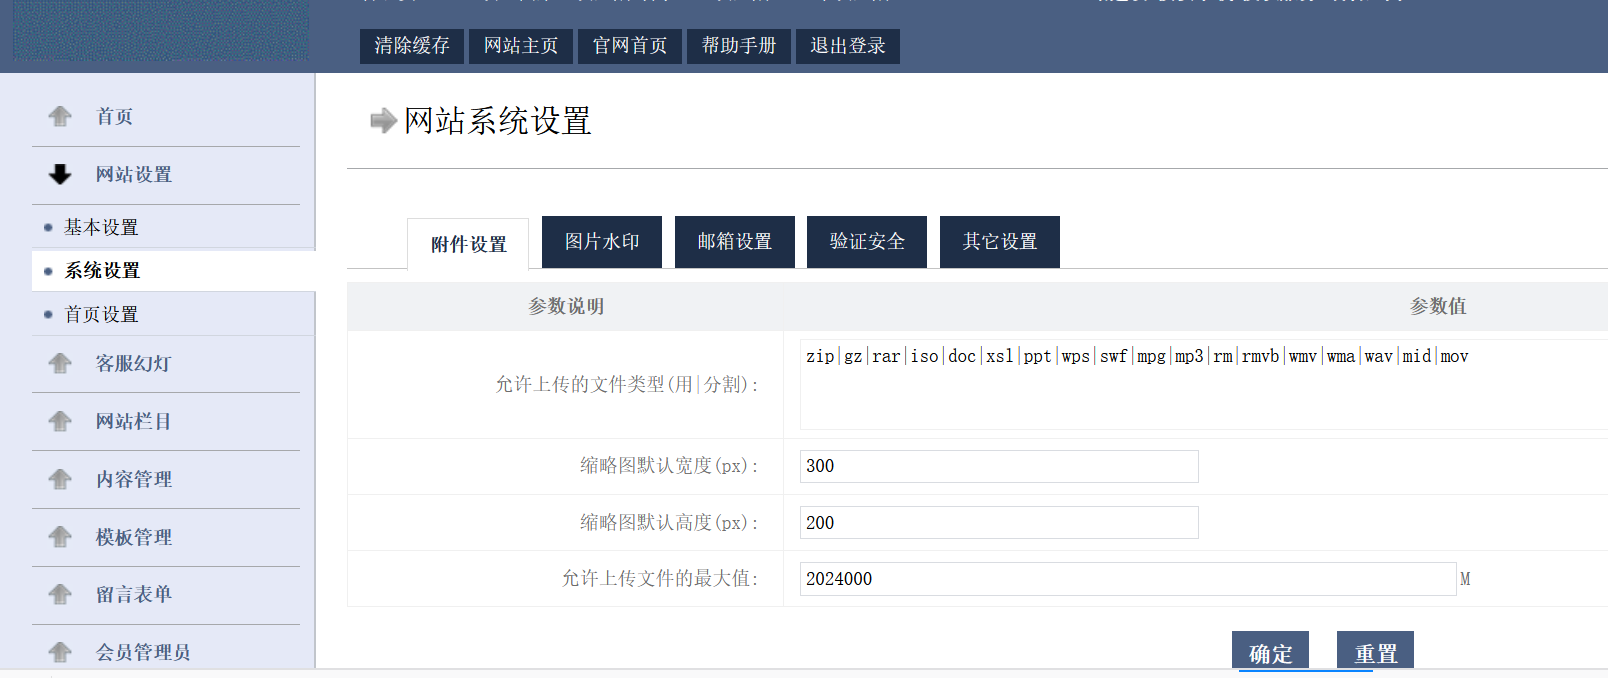 清除缓存 网站主页 官网首页 帮助手册 退出登录
首页
网站设置
基本设置
系统设置
首页设置
客服幻灯
网站栏目
内容管理
模板管理
留言表单
会员管理员
网站系统设置
附件设置 图片水印 邮箱设置 验证安全 其它设置
参数说明 参数值
允许上传的文件类型(用|分割): zip|gz|rar|iso|doc|xsl|ppt|wps|swf|mpg|mp3|rm|rmvb|wmv|wma|wav|mid|mov
缩略图默认宽度(px): 300
缩略图默认高度(px): 200
允许上传文件的最大值: 2024000 M
确定 重置